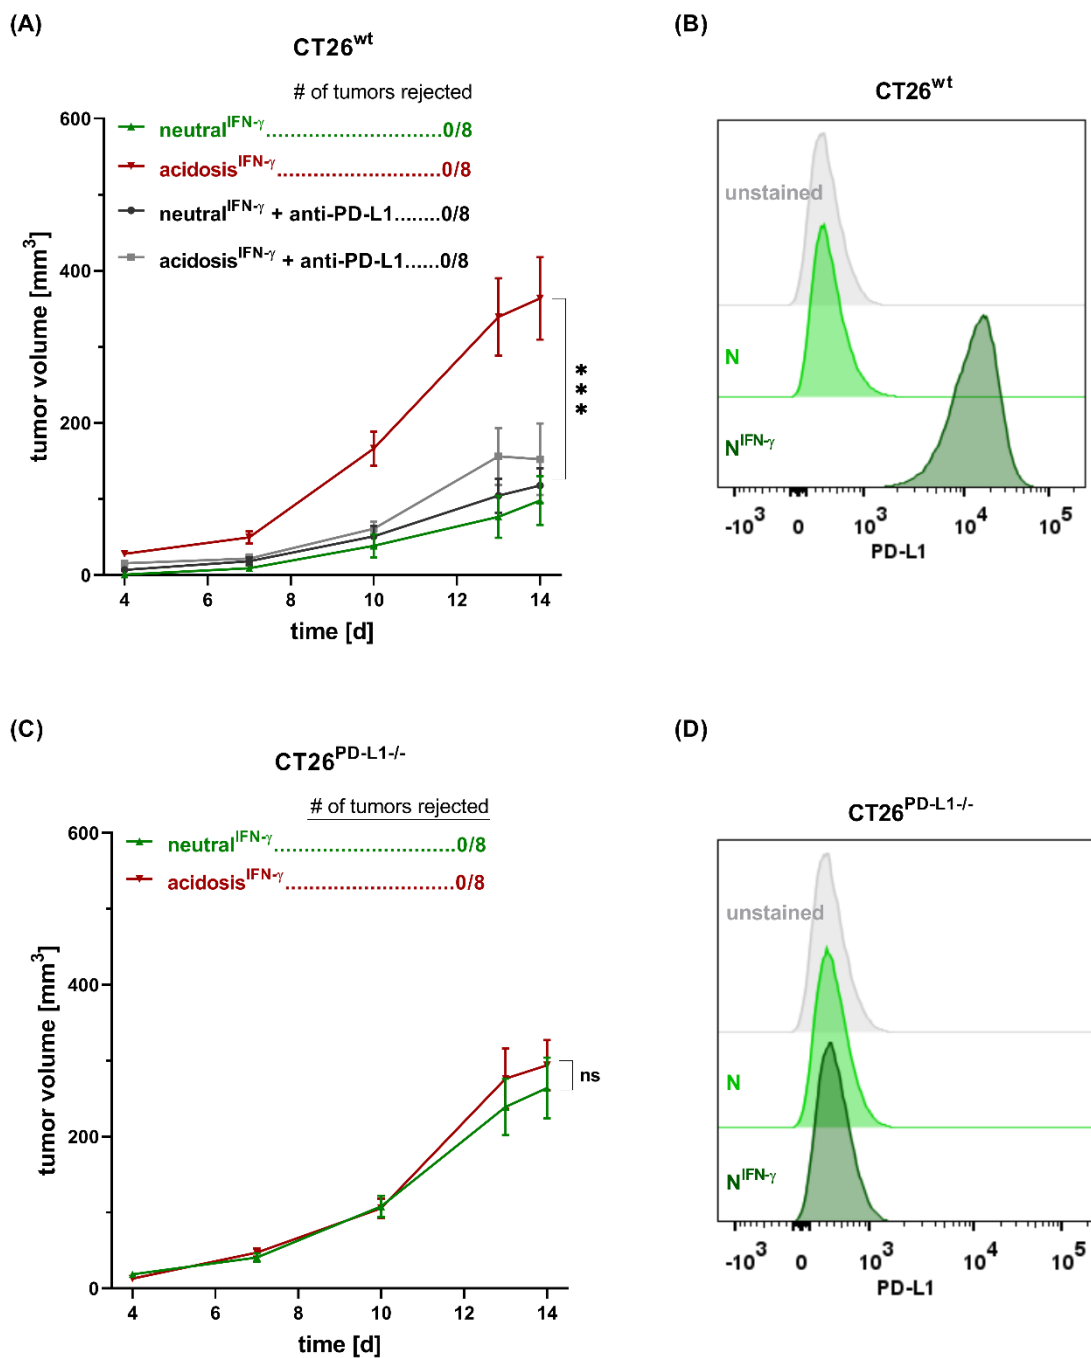 (A)
CT26wt
# of tumors rejected
neutralIFN-γ.............................0/8
acidosisIFN-γ...........................0/8
neutralIFN-γ + anti-PD-L1........0/8
acidosisIFN-γ + anti-PD-L1......0/8
600
400
200
0
tumor volume [mm3]
4 6 8 10 12 14
time [d]
***
(B)
CT26wt
unstained
N
NIFN-γ
-103 0 103 104 105
PD-L1
(C)
CT26PD-L1-/-
# of tumors rejected
neutralIFN-γ.............................0/8
acidosisIFN-γ...........................0/8
600
400
200
0
tumor volume [mm3]
4 6 8 10 12 14
time [d]
ns
(D)
CT26PD-L1-/-
unstained
N
NIFN-γ
-103 0 103 104 105
PD-L1